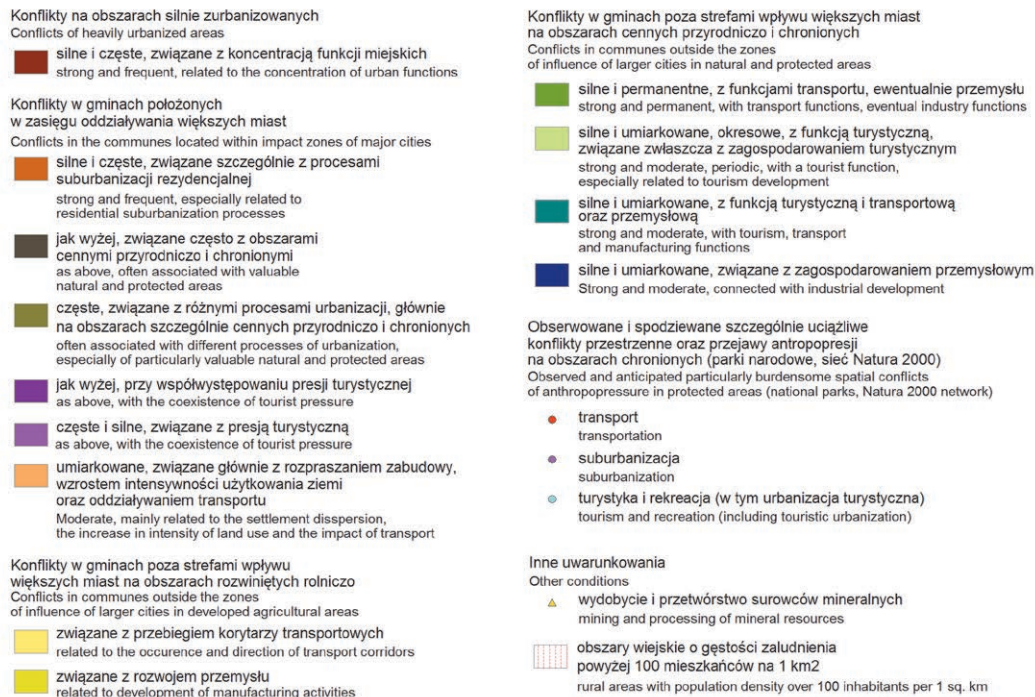 Konflikty na obszarach silnie zurbanizowanych
Conflicts of heavily urbanized areas
silne i częste, związane z koncentracją funkcji miejskich
strong and frequent, related to the concentration of urban functions
Konflikty w gminach położonych
w zasięgu oddziaływania większych miast
Conflicts in the communes located within impact zones of major cities
silne i częste, związane szczególnie z procesami
suburbanizacji rezydencjalnej
strong and frequent, especially related to
residential suburbanization processes
jak wyżej, związane często z obszarami
cennymi przyrodniczo i chronionymi
as above, often associated with valuable
natural and protected areas
częste, związane z różnymi procesami urbanizacji, głównie
na obszarach szczególnie cennych przyrodniczo i chronionych
often associated with different processes of urbanization,
especially of particularly valuable natural and protected areas
jak wyżej, przy współwystępowaniu presji turystycznej
as above, with the coexistence of tourist pressure
częste i silne, związane z presją turystyczną
as above, with the coexistence of tourist pressure
umiarkowane, związane głównie z rozpraszaniem zabudowy,
wzrostem intensywności użytkowania ziemi
oraz oddziaływaniem transportu
Moderate, mainly related to the settlement disspersion,
the increase in intensity of land use and the impact of transport
Konflikty w gminach poza strefami wpływu
większych miast na obszarach rozwiniętych rolniczo
Conflicts in communes outside the zones
of influence of larger cities in developed agricultural areas
związane z przebiegiem korytarzy transportowych
related to the occurence and direction of transport corridors
związane z rozwojem przemysłu
related to development of manufacturing activities
Konflikty w gminach poza strefami wpływu większych miast
na obszarach cennych przyrodniczo i chronionych
Conflicts in communes outside the zones
of influence of larger cities in natural and protected areas
silne i permanentne, z funkcjami transportu, ewentualnie przemysłu
strong and permanent, with transport functions, eventual industry functions
silne i umiarkowane, okresowe, z funkcją turystyczną,
związane zwłaszcza z zagospodarowaniem turystycznym
strong and moderate, periodic, with a tourist function,
especially related to tourism development
silne i umiarkowane, z funkcją turystyczną i transportową
oraz przemysłową
strong and moderate, with tourism, transport
and manufacturing functions
silne i umiarkowane, związane z zagospodarowaniem przemysłowym
Strong and moderate, connected with industrial development
Obserwowane i spodziewane szczególnie uciążliwe
konflikty przestrzenne oraz przejawy antropopresji
na obszarach chronionych (parki narodowe, sieć Natura 2000)
Observed and anticipated particularly burdensome spatial conflicts
of anthropopressure in protected areas (national parks, Natura 2000 network)
transport
transportation
suburbanizacja
suburbanization
turystyka i rekreacja (w tym urbanizacja turystyczna)
tourism and recreation (including touristic urbanization)
Inne uwarunkowania
Other conditions
wydobycie i przetwórstwo surowców mineralnych
mining and processing of mineral resources
obszary wiejskie o gęstości zaludnienia
powyżej 100 mieszkańców na 1 km2
rural areas with population density over 100 inhabitants per 1 sq. km